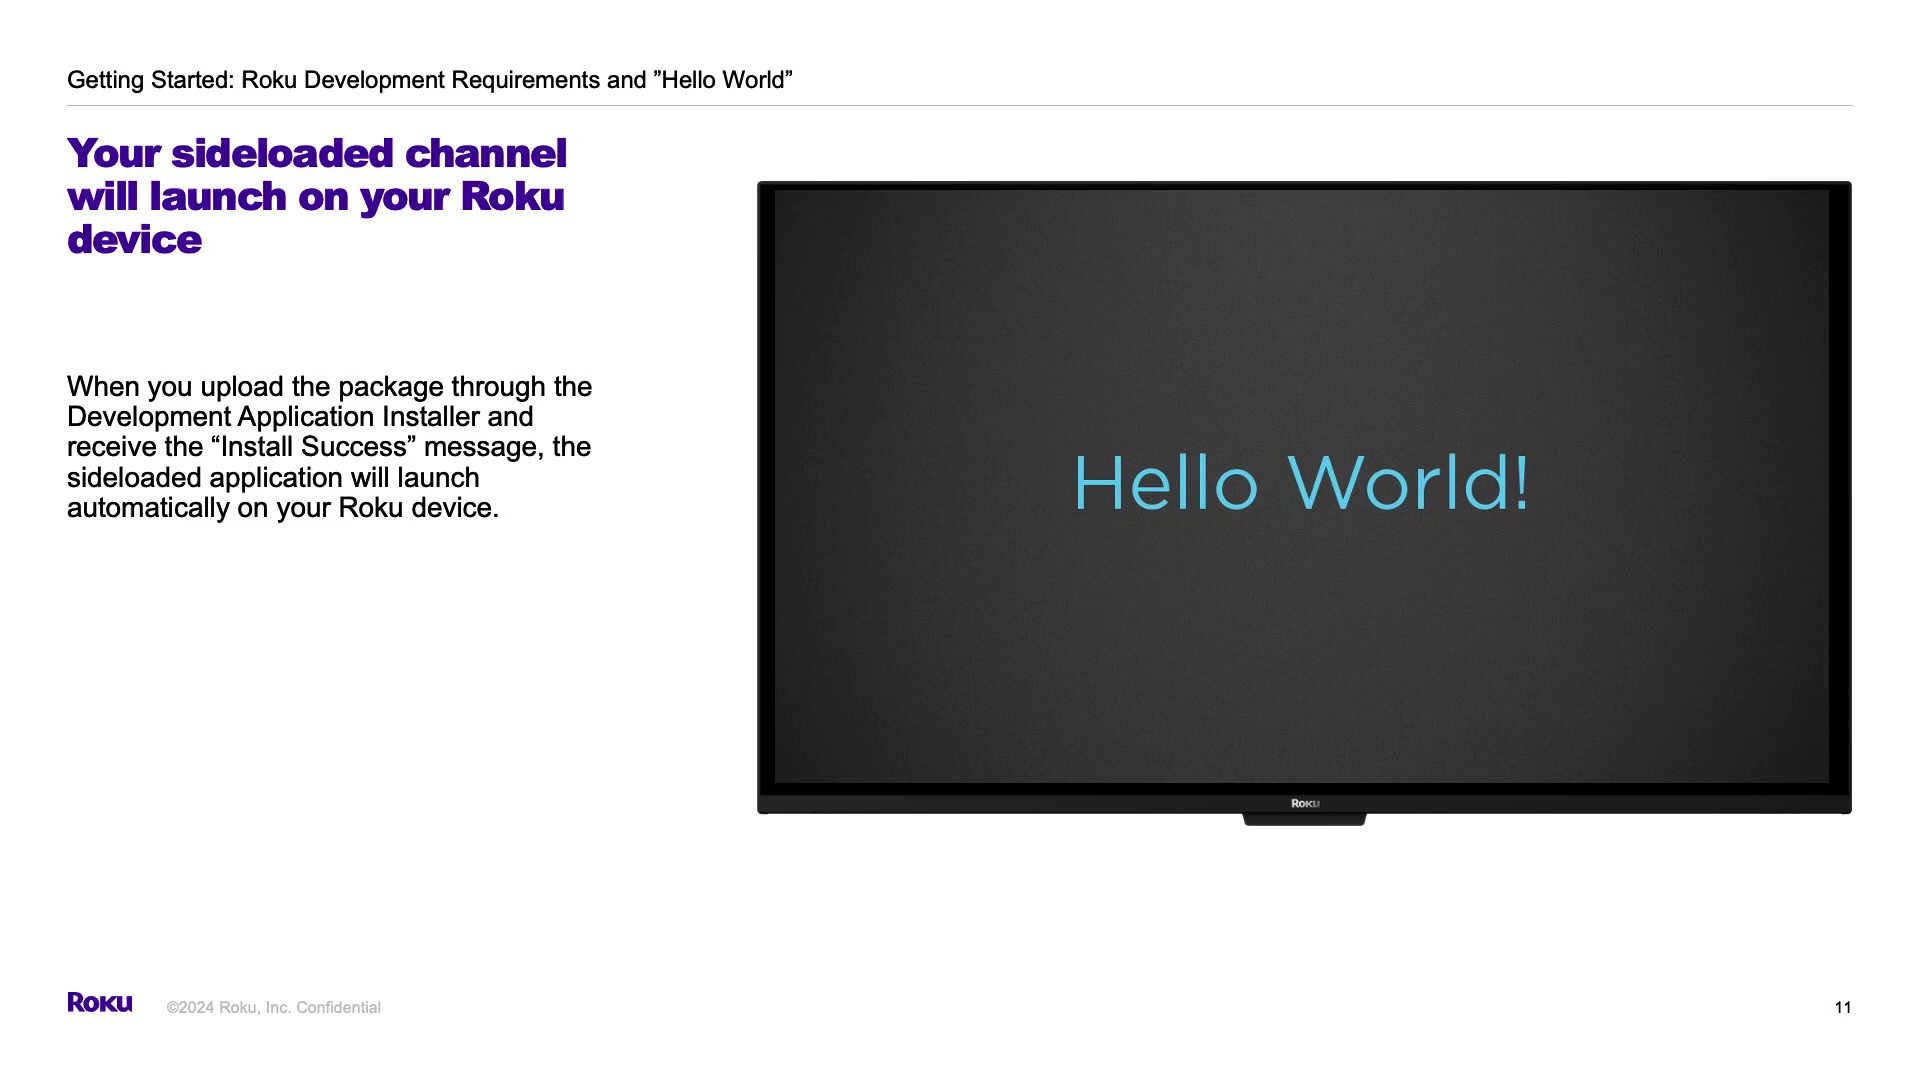 Getting Started: Roku Development Requirements and ”Hello World”
Your sideloaded channel
will launch on your Roku
device
When you upload the package through the
Development Application Installer and
receive the “Install Success” message, the
sideloaded application will launch
automatically on your Roku device.
Hello World!
Roku
Roku
©2024 Roku, Inc. Confidential
11